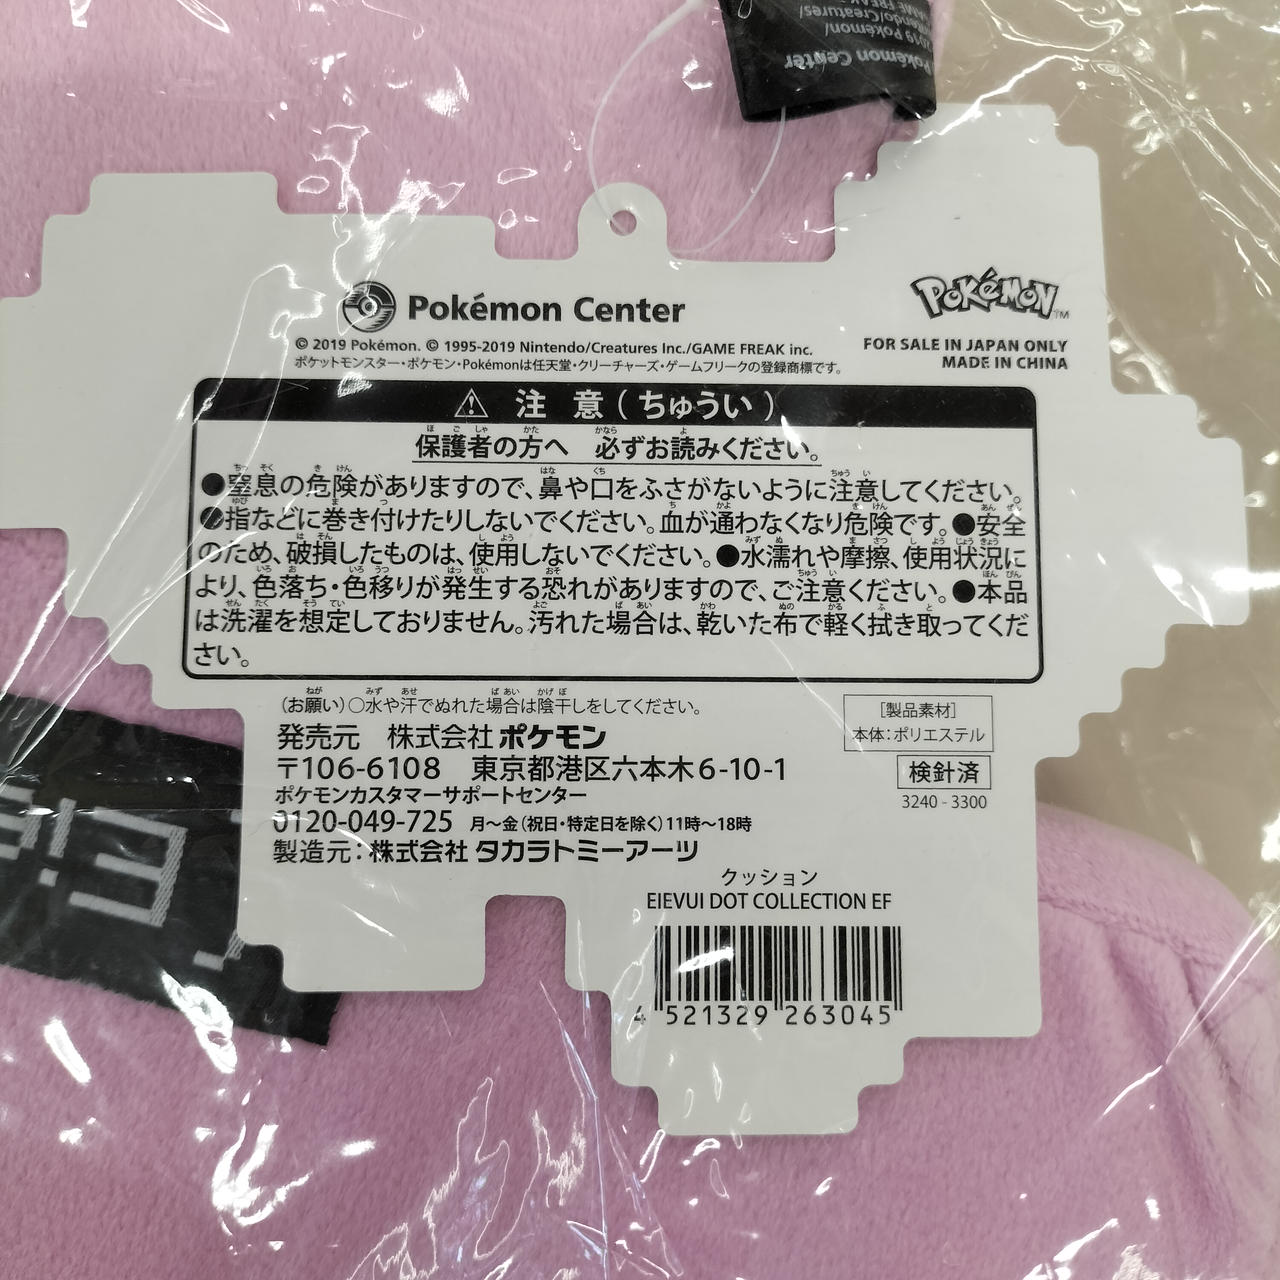 Pokémon Center
2019 Pokémon/
Pokémon Center
© 2019 Pokémon. © 1995-2019 Nintendo/Creatures Inc./GAME FREAK inc.
ポケットモンスター・ポケモン・Pokémonは任天堂・クリーチャーズ・ゲームフリークの登録商標です。
POKéMON TM
FOR SALE IN JAPAN ONLY
MADE IN CHINA
注 意(ちゅうい)
保護者の方へ 必ずお読みください。
●窒息の危険がありますので、鼻や口をふさがないように注意してください。
●指などに巻き付けたりしないでください。血が通わなくなり危険です。●安全
のため、破損したものは、使用しないでください。●水濡れや摩擦、使用状況に
より、色落ち・色移りが発生する恐れがありますので、ご注意ください。●本品
は洗濯を想定しておりません。汚れた場合は、乾いた布で軽く拭き取ってくだ
さい。
(お願い)○水や汗でぬれた場合は陰干しをしてください。
発売元 株式会社ポケモン
〒106-6108 東京都港区六本木6-10-1
ポケモンカスタマーサポートセンター
0120-049-725 月～金(祝日・特定日を除く)11時～18時
製造元:株式会社 タカラトミーアーツ
[製品素材]
本体:ポリエステル
検針済
3240-3300
クッション
EIEVUI DOT COLLECTION EF
4 521329 263045